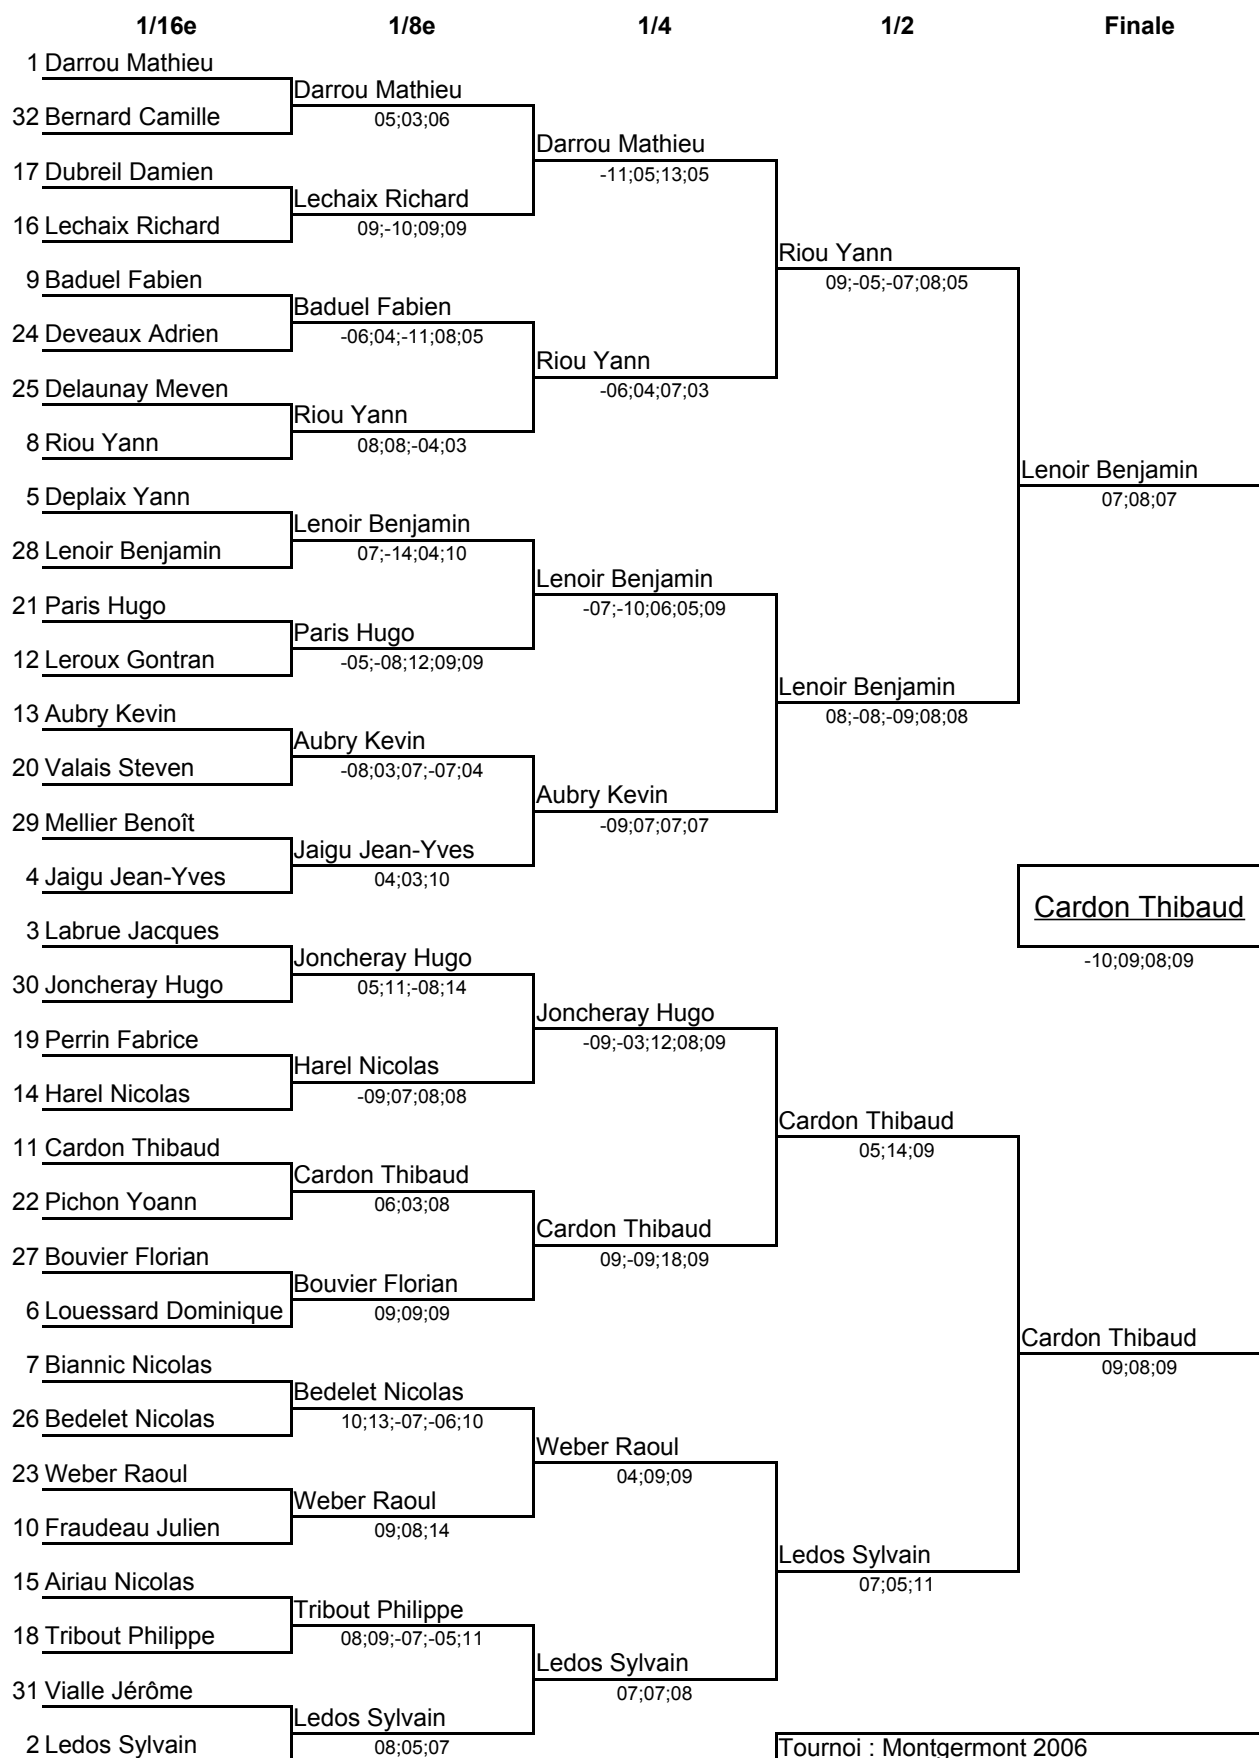 1/16e 1/8e 1/4 1/2 Finale
1 Darrou Mathieu
Darrou Mathieu
32 Bernard Camille
05;03;06
Darrou Mathieu
17 Dubreil Damien
-11;05;13;05
Lechaix Richard
16 Lechaix Richard
09;-10;09;09
Riou Yann
9 Baduel Fabien
09;-05;-07;08;05
Baduel Fabien
24 Deveaux Adrien
-06;04;-11;08;05
Riou Yann
25 Delaunay Meven
-06;04;07;03
Riou Yann
8 Riou Yann
08;08;-04;03
Lenoir Benjamin
5 Deplaix Yann
07;08;07
Lenoir Benjamin
28 Lenoir Benjamin
07;-14;04;10
Lenoir Benjamin
21 Paris Hugo
-07;-10;06;05;09
Paris Hugo
12 Leroux Gontran
-05;-08;12;09;09
Lenoir Benjamin
13 Aubry Kevin
08;-08;-09;08;08
Aubry Kevin
20 Valais Steven
-08;03;07;-07;04
Aubry Kevin
29 Mellier Benoît
-09;07;07;07
Jaigu Jean-Yves
4 Jaigu Jean-Yves
04;03;10
Cardon Thibaud
3 Labrue Jacques
Joncheray Hugo
-10;09;08;09
30 Joncheray Hugo
05;11;-08;14
Joncheray Hugo
19 Perrin Fabrice
-09;-03;12;08;09
Harel Nicolas
14 Harel Nicolas
-09;07;08;08
Cardon Thibaud
11 Cardon Thibaud
05;14;09
Cardon Thibaud
22 Pichon Yoann
06;03;08
Cardon Thibaud
27 Bouvier Florian
09;-09;18;09
Bouvier Florian
6 Louessard Dominique
09;09;09
Cardon Thibaud
7 Biannic Nicolas
09;08;09
Bedelet Nicolas
26 Bedelet Nicolas
10;13;-07;-06;10
Weber Raoul
23 Weber Raoul
04;09;09
Weber Raoul
10 Fraudeau Julien
09;08;14
Ledos Sylvain
15 Airiau Nicolas
07;05;11
Tribout Philippe
18 Tribout Philippe
08;09;-07;-05;11
Ledos Sylvain
31 Vialle Jérôme
07;07;08
Ledos Sylvain
2 Ledos Sylvain
08;05;07
Tournoi : Montgermont 2006